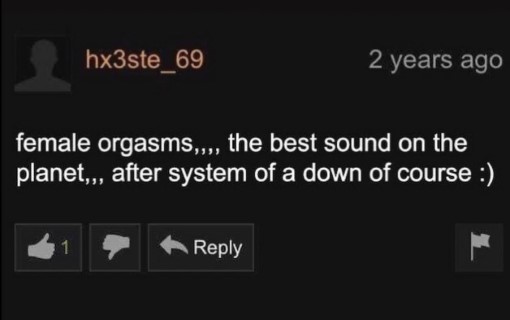 hx3ste_69 2 years ago
female orgasms,,,, the best sound on the
planet,,, after system of a down of course :)
1 Reply